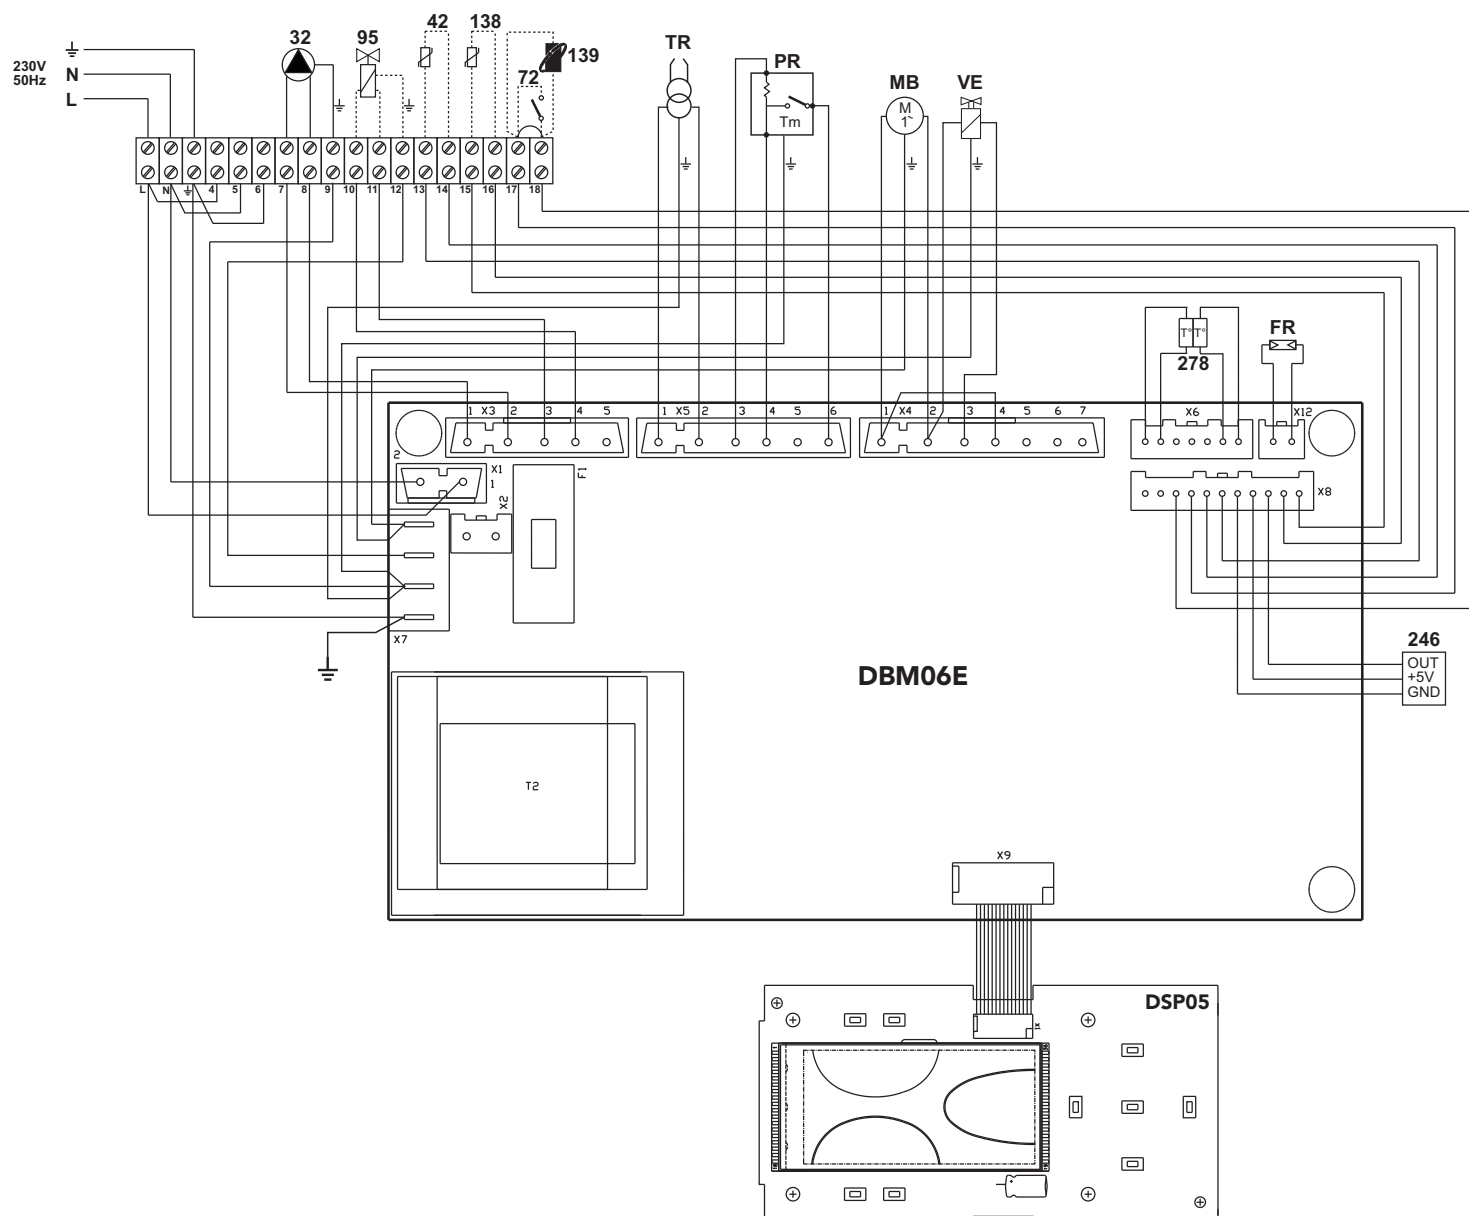 32 95 42 138 139 72
TR PR MB VE
230V
50Hz
N
L
Tm
M
1~
L N 4 5 6 7 8 9 10 11 12 13 14 15 16 17 18
278
T° T°
FR
1 X3 2 3 4 5
1 X5 2 3 4 5 6
1 X4 2 3 4 5 6 7
X6 X12
2 X1
1
X2
F1
X8
X7
246
OUT
+5V
GND
DBM06E
T2
X9
DSP05